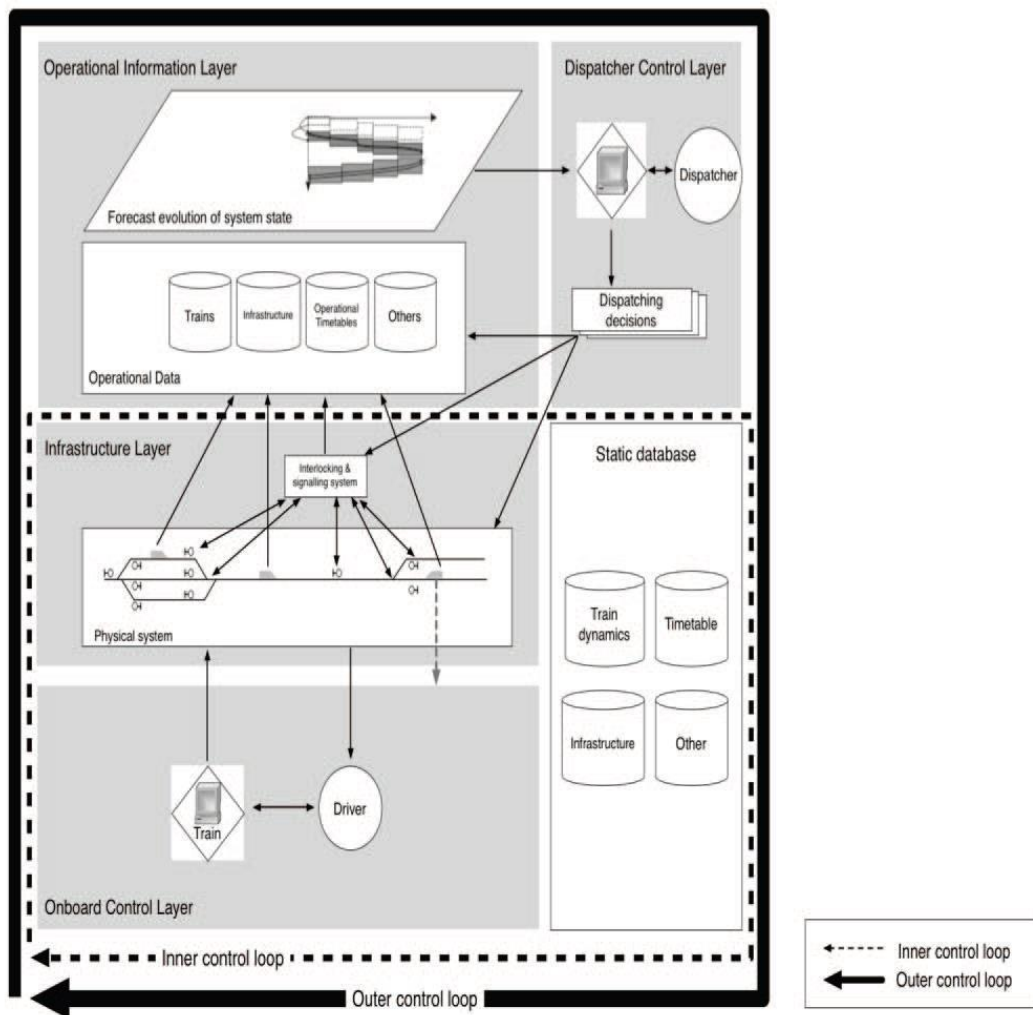 Operational Information Layer
Dispatcher Control Layer
Dispatcher
Forecast evolution of system state
Trains
Infrastructure
Operational
Timetables
Others
Dispatching
decisions
Operational Data
Infrastructure Layer
Interlocking &
signalling system
Static database
Physical system
Train
dynamics
Timetable
Infrastructure
Other
Train
Driver
Onboard Control Layer
Inner control loop
Outer control loop
Inner control loop
Outer control loop